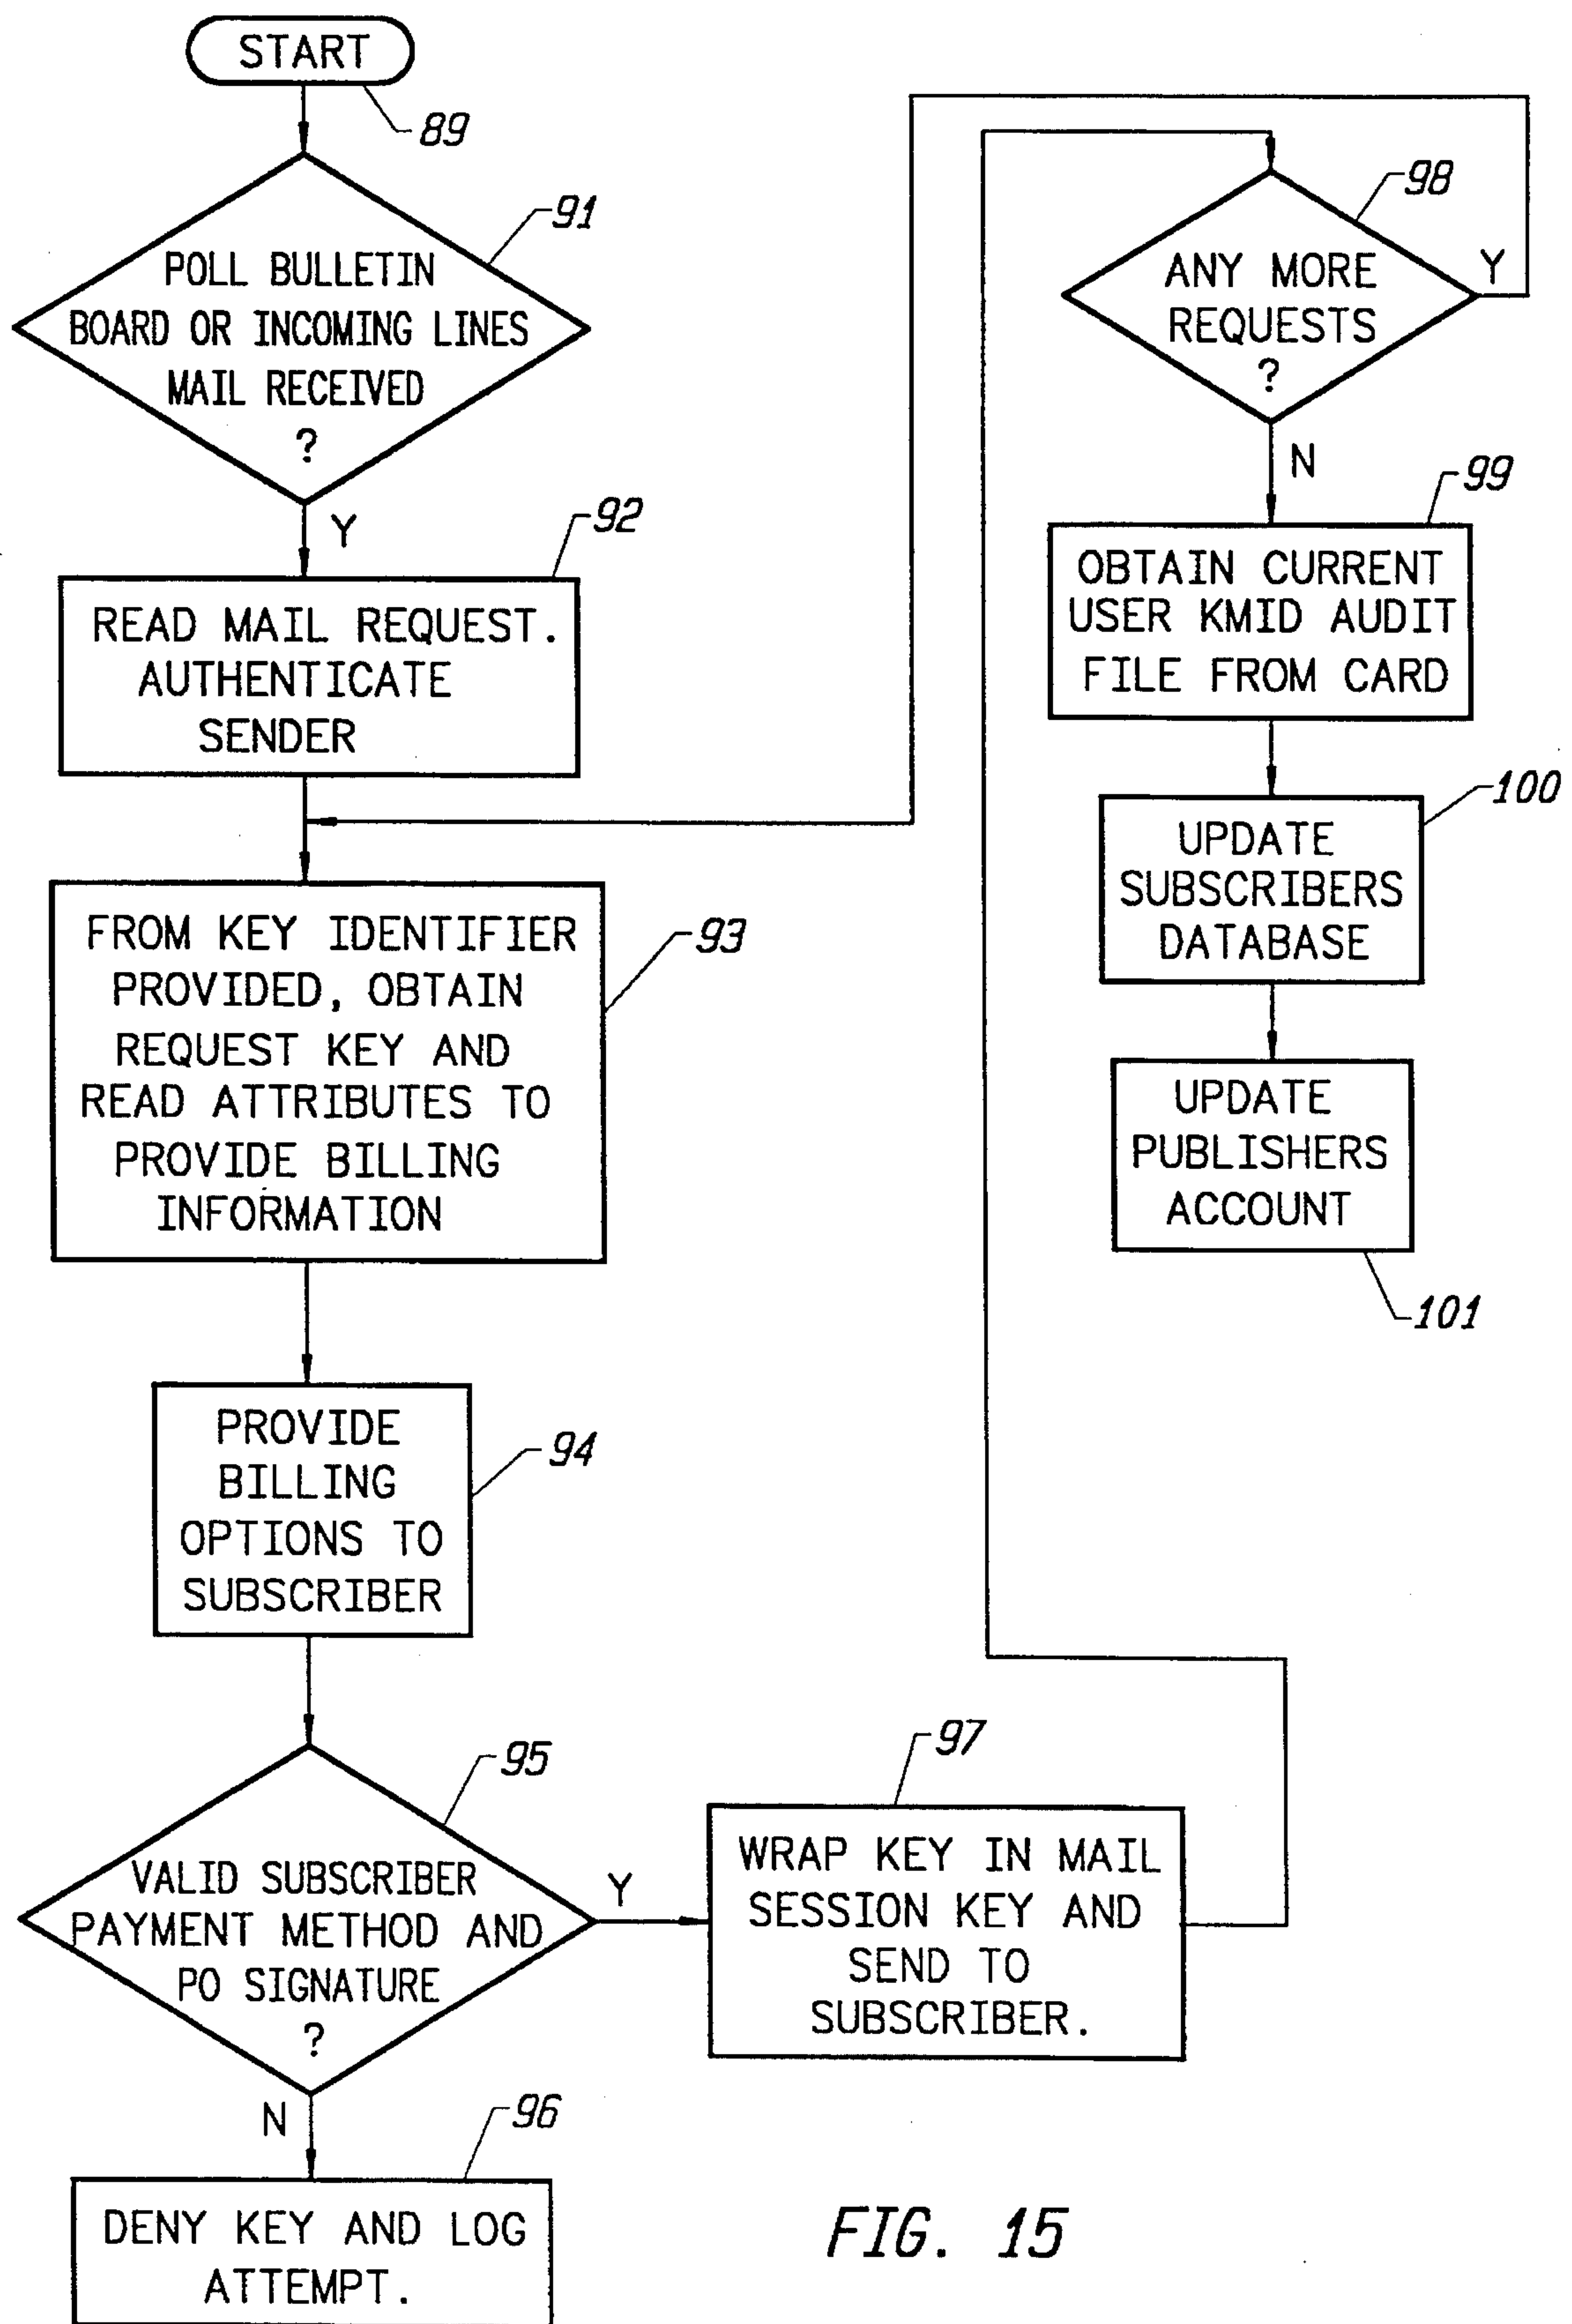 START
89
91
POLL BULLETIN
BOARD OR INCOMING LINES
MAIL RECEIVED
?
Y
92
READ MAIL REQUEST.
AUTHENTICATE
SENDER
FROM KEY IDENTIFIER
PROVIDED, OBTAIN
REQUEST KEY AND
READ ATTRIBUTES TO
PROVIDE BILLING
INFORMATION
93
PROVIDE
BILLING
OPTIONS TO
SUBSCRIBER
94
95
VALID SUBSCRIBER
PAYMENT METHOD AND
PO SIGNATURE
?
Y
N
96
DENY KEY AND LOG
ATTEMPT.
97
WRAP KEY IN MAIL
SESSION KEY AND
SEND TO
SUBSCRIBER.
98
ANY MORE
REQUESTS
?
Y
N
99
OBTAIN CURRENT
USER KMID AUDIT
FILE FROM CARD
100
UPDATE
SUBSCRIBERS
DATABASE
UPDATE
PUBLISHERS
ACCOUNT
101
FIG. 15